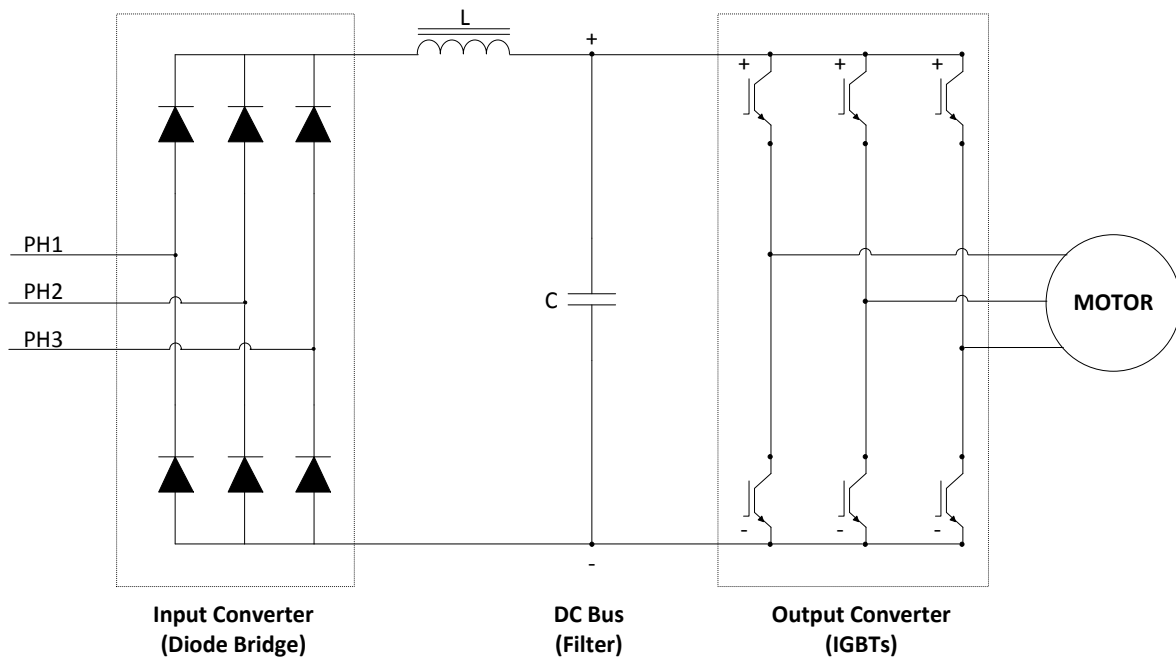 L
+
+
+
+
PH1
PH2
PH3
C
MOTOR
-
-
-
-
Input Converter
(Diode Bridge)
DC Bus
(Filter)
Output Converter
(IGBTs)